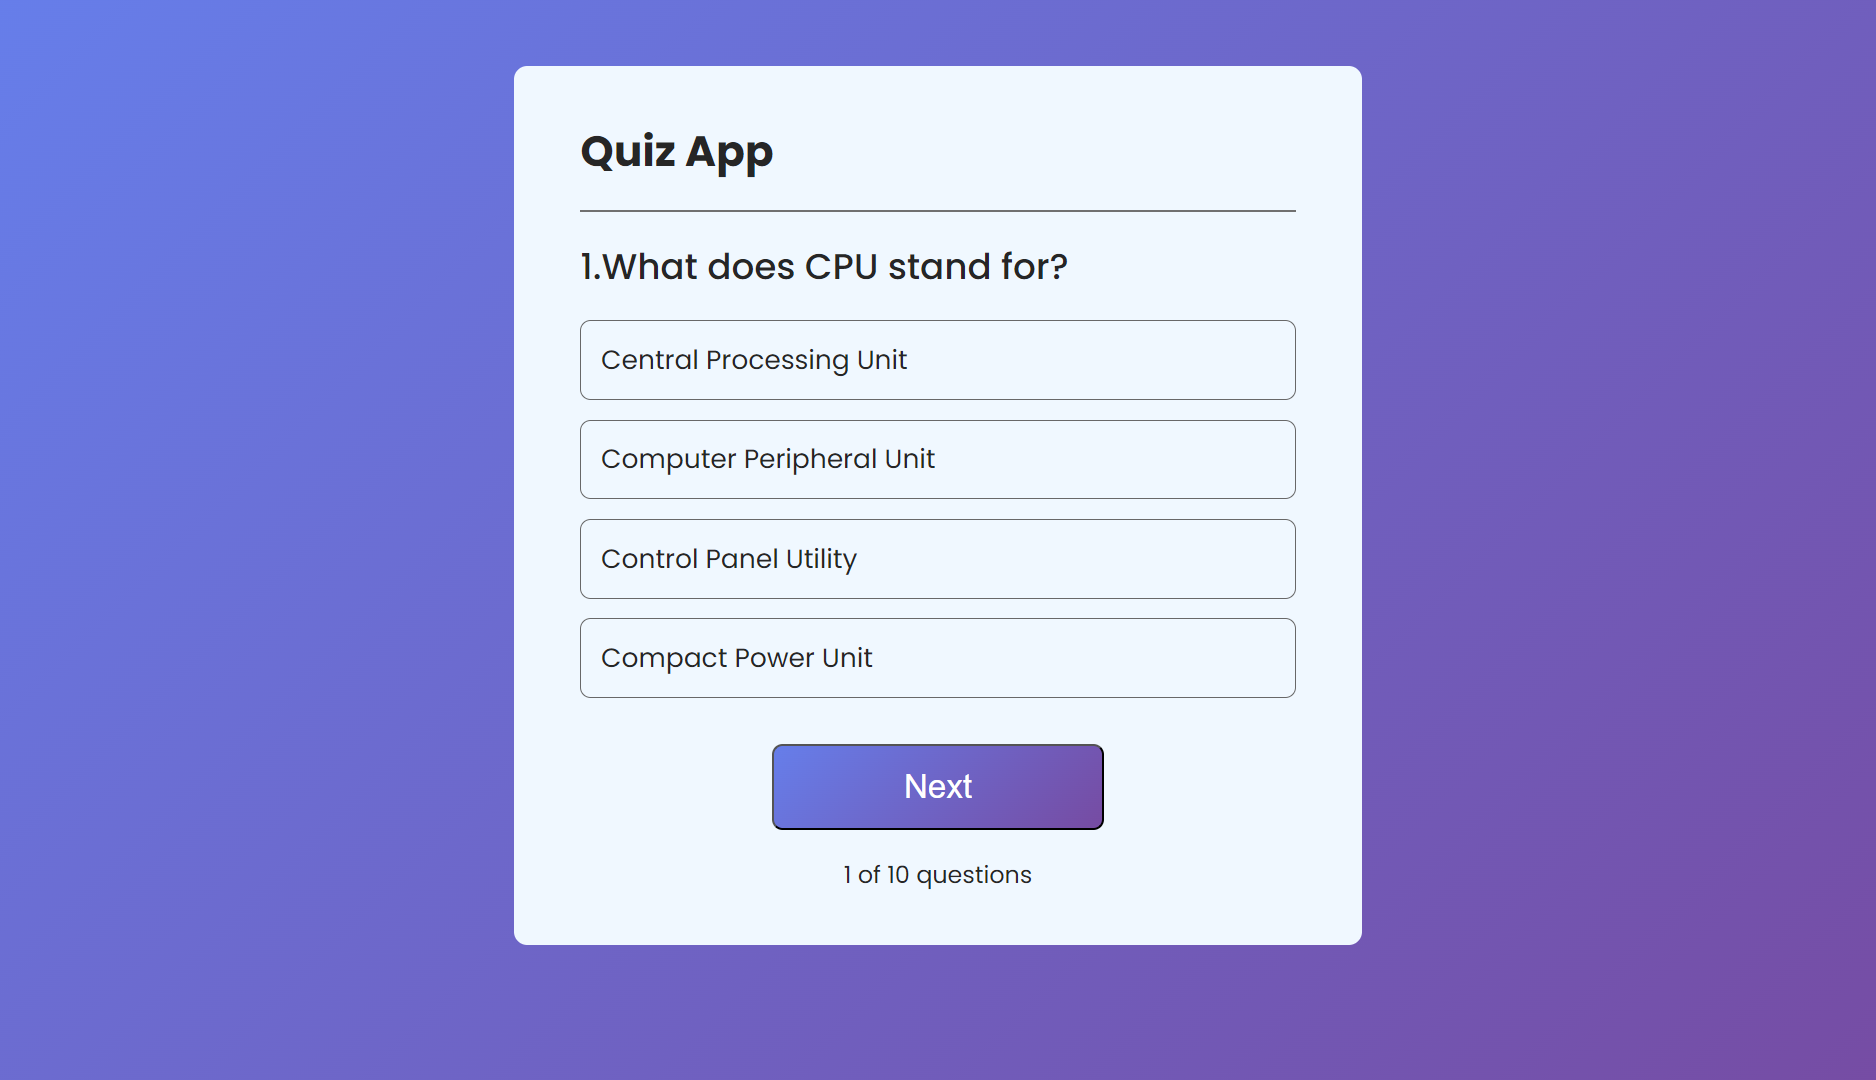 Quiz App
1.What does CPU stand for?
Central Processing Unit
Computer Peripheral Unit
Control Panel Utility
Compact Power Unit
Next
1 of 10 questions